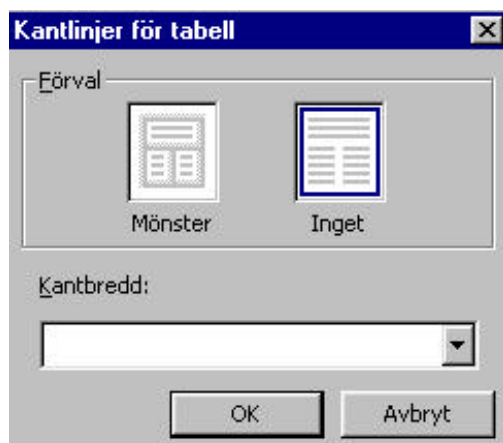 Kantlinjer för tabell
Förval
Mönster Inget
Kantbredd:
OK Avbryt